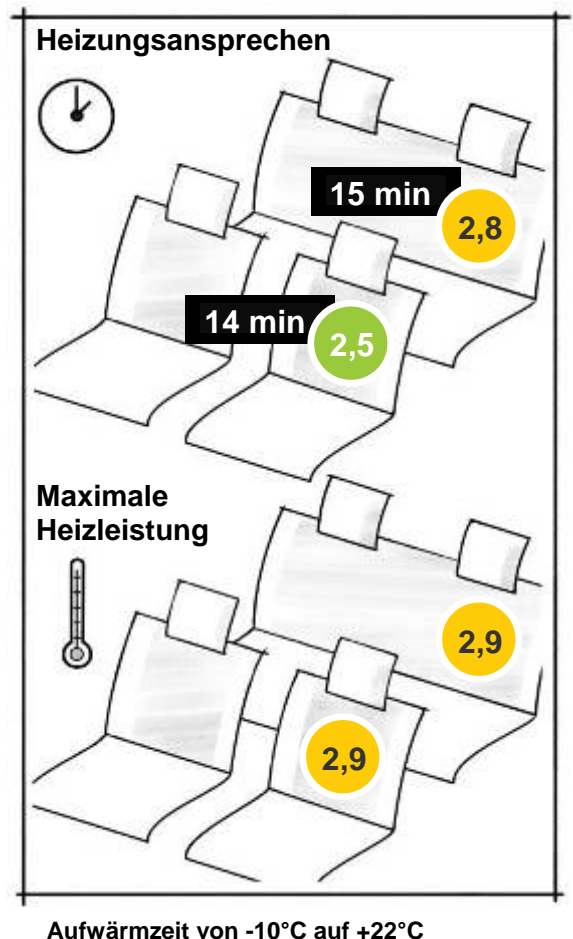 Heizungsansprechen
15 min
2,8
14 min
2,5
Maximale
Heizleistung
2,9
2,9
Aufwärmzeit von -10°C auf +22°C